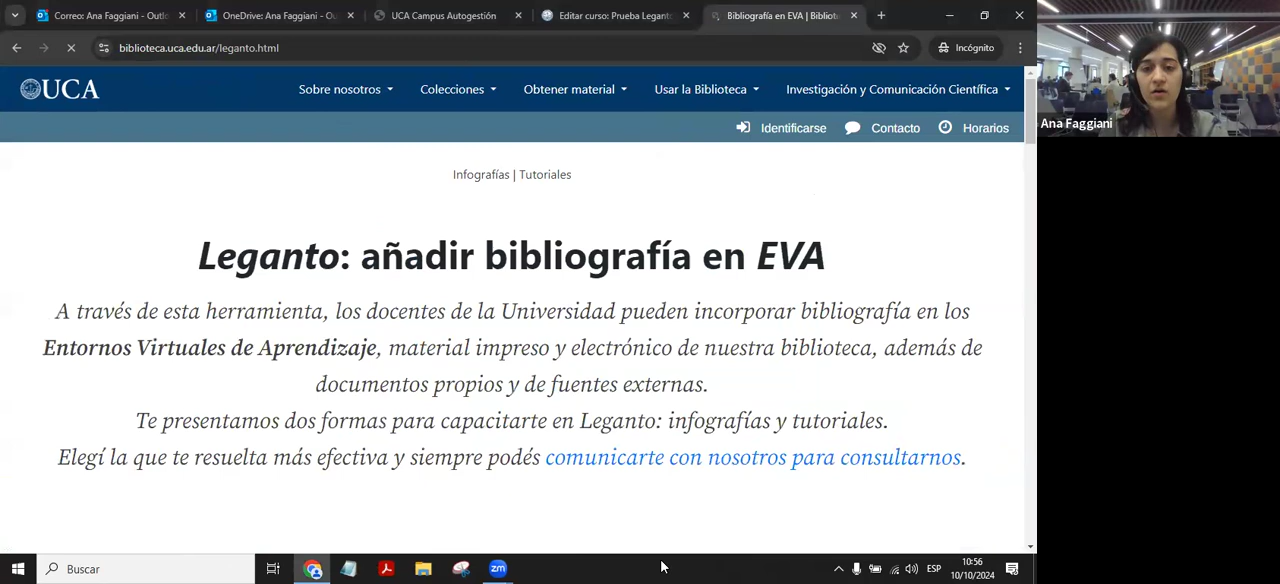 Correo: Ana Faggiani - Outlo
OneDrive: Ana Faggiani - Ou
UCA Campus Autogestión
Editar curso: Prueba Legant
Bibliografía en EVA | Bibliot
biblioteca.uca.edu.ar/leganto.html
Incógnito
UCA
Sobre nosotros
Colecciones
Obtener material
Usar la Biblioteca
Investigación y Comunicación Científica
Identificarse
Contacto
Horarios
Infografías | Tutoriales
Leganto: añadir bibliografía en EVA
A través de esta herramienta, los docentes de la Universidad pueden incorporar bibliografía en los
Entornos Virtuales de Aprendizaje, material impreso y electrónico de nuestra biblioteca, además de
documentos propios y de fuentes externas.
Te presentamos dos formas para capacitarte en Leganto: infografías y tutoriales.
Elegí la que te resulta más efectiva y siempre podés comunicarte con nosotros para consultarnos.
Ana Faggiani
Buscar
zm
ESP
10:56
10/10/2024